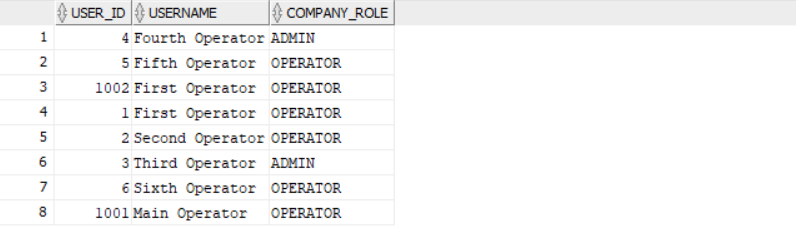 USER_ID USERNAME COMPANY_ROLE
1 4 Fourth Operator ADMIN
2 5 Fifth Operator OPERATOR
3 1002 First Operator OPERATOR
4 1 First Operator OPERATOR
5 2 Second Operator OPERATOR
6 3 Third Operator ADMIN
7 6 Sixth Operator OPERATOR
8 1001 Main Operator OPERATOR